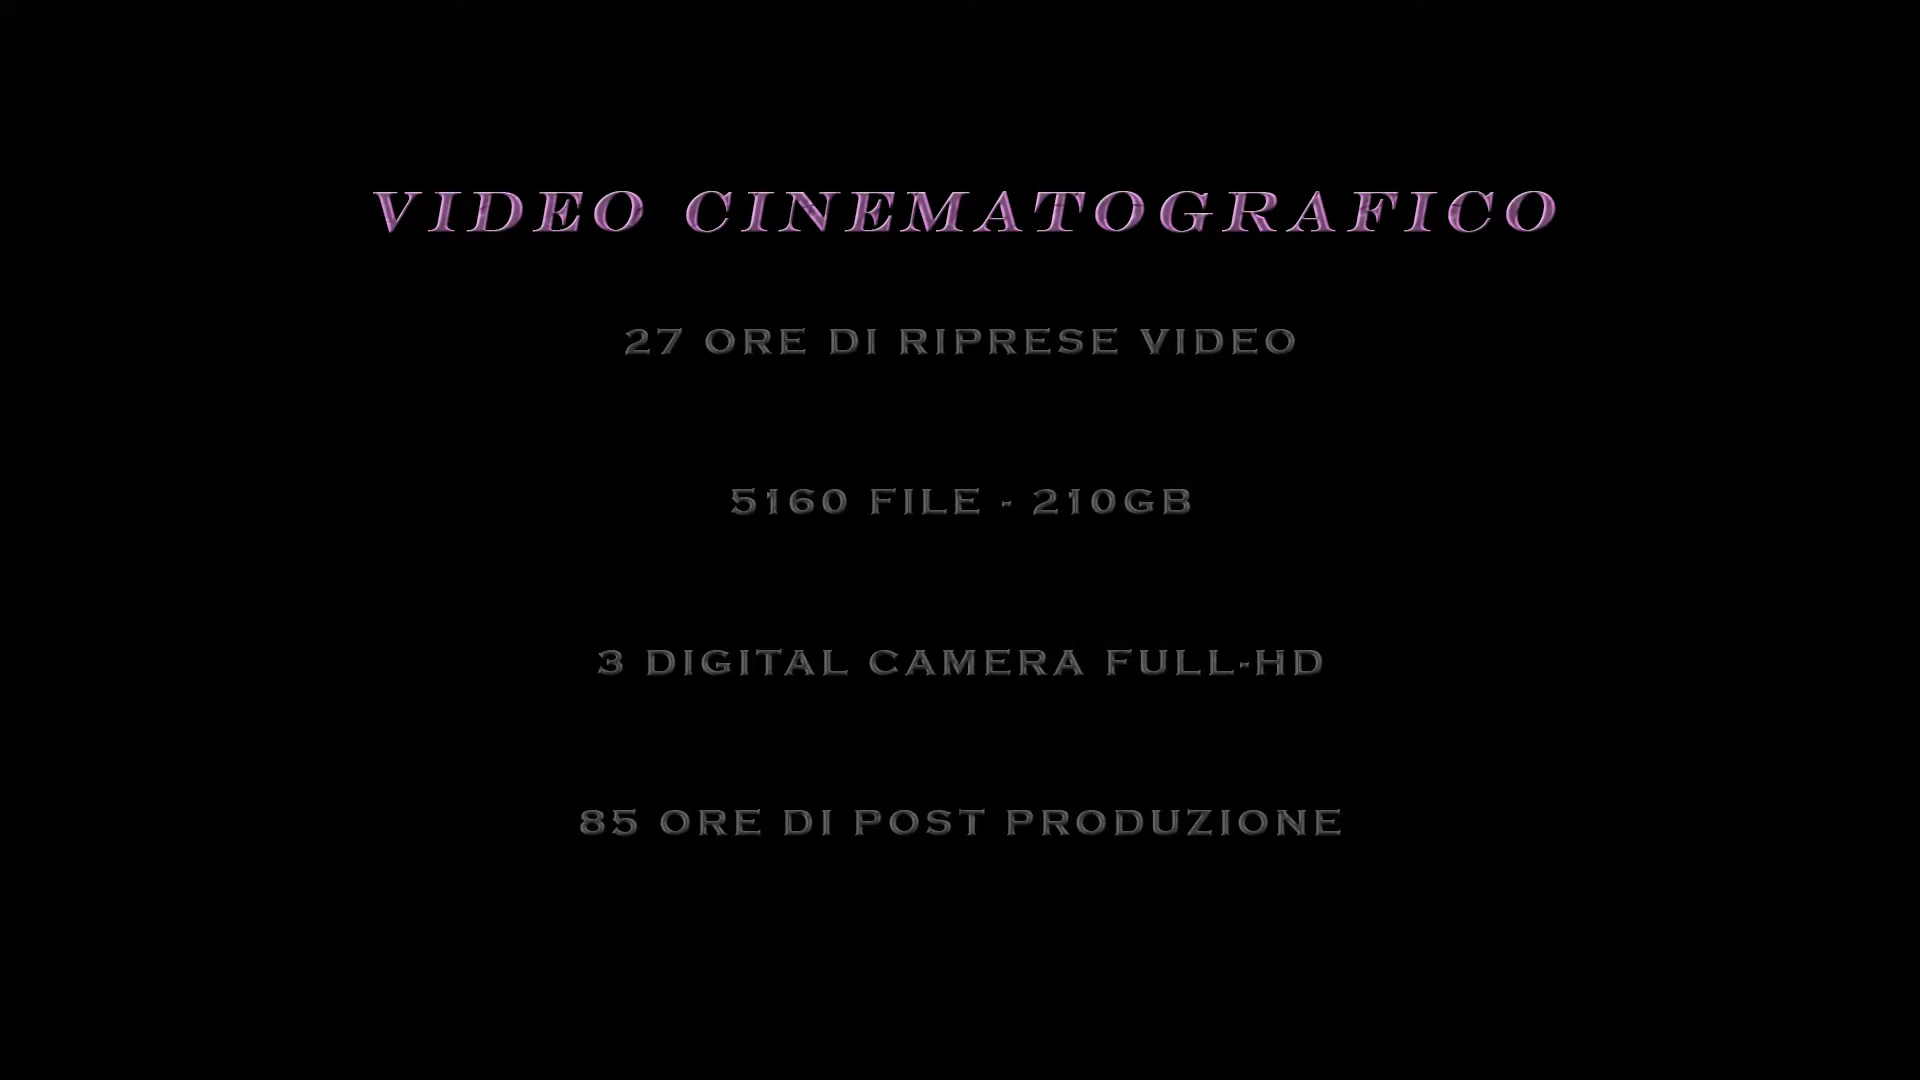 VIDEO CINEMATOGRAFICO
27 ORE DI RIPRESE VIDEO
5160 FILE - 210GB
3 DIGITAL CAMERA FULL-HD
85 ORE DI POST PRODUZIONE